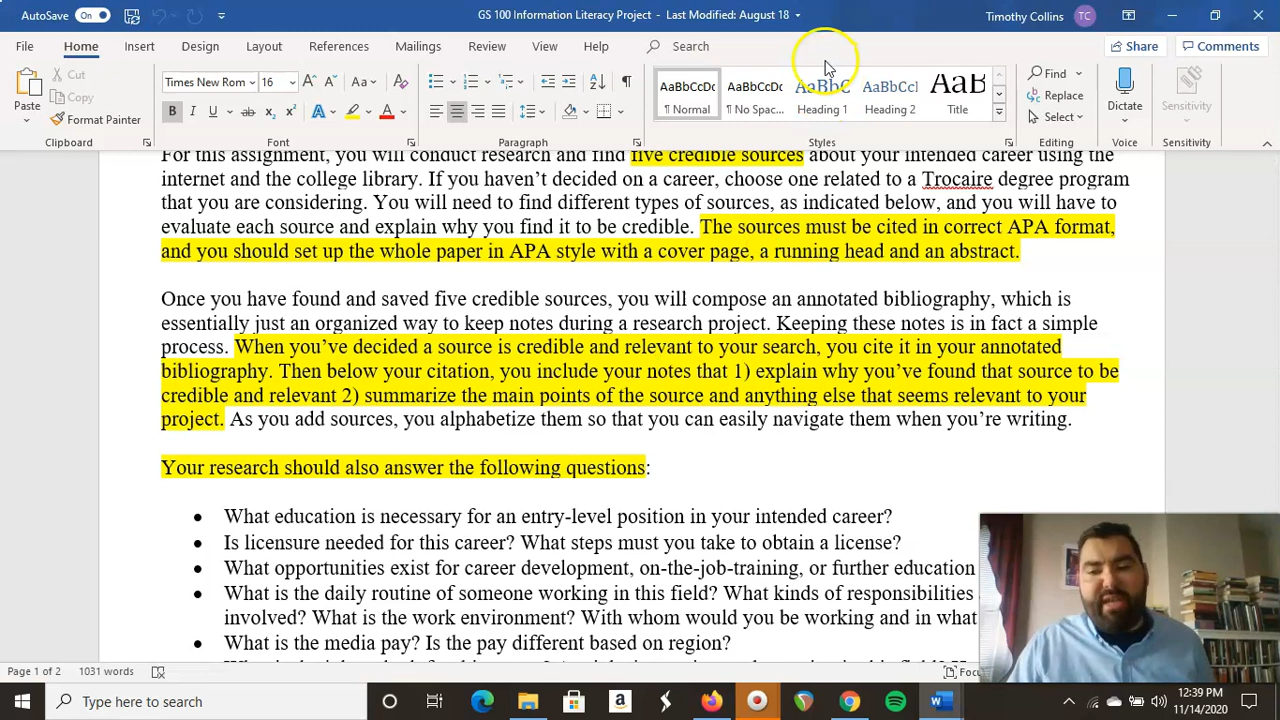 AutoSave On GS 100 Information Literacy Project - Last Modified: August 18 Timothy Collins TC
File Home Insert Design Layout References Mailings Review View Help Search Share Comments
Paste Cut Copy Format Painter Clipboard
Times New Rom 16 Aa B I U ab x₂ x² A A Font
Paragraph
AaBbCcDc AaBbCcDc AaBbC AaBbCcl AaB
¶ Normal ¶ No Spac... Heading 1 Heading 2 Title
Styles
Find Replace Select Editing
Dictate Voice
Sensitivity Sensitivity
For this assignment, you will conduct research and find five credible sources about your intended career using the
internet and the college library. If you haven’t decided on a career, choose one related to a Trocaire degree program
that you are considering. You will need to find different types of sources, as indicated below, and you will have to
evaluate each source and explain why you find it to be credible. The sources must be cited in correct APA format,
and you should set up the whole paper in APA style with a cover page, a running head and an abstract.
Once you have found and saved five credible sources, you will compose an annotated bibliography, which is
essentially just an organized way to keep notes during a research project. Keeping these notes is in fact a simple
process. When you’ve decided a source is credible and relevant to your search, you cite it in your annotated
bibliography. Then below your citation, you include your notes that 1) explain why you’ve found that source to be
credible and relevant 2) summarize the main points of the source and anything else that seems relevant to your
project. As you add sources, you alphabetize them so that you can easily navigate them when you’re writing.
Your research should also answer the following questions:
• What education is necessary for an entry-level position in your intended career?
• Is licensure needed for this career? What steps must you take to obtain a license?
• What opportunities exist for career development, on-the-job-training, or further education
• What is the daily routine of someone working in this field? What kinds of responsibilities
involved? What is the work environment? With whom would you be working and in what
• What is the media pay? Is the pay different based on region?
Page 1 of 2 1031 words Focu
Type here to search
12:39 PM
11/14/2020